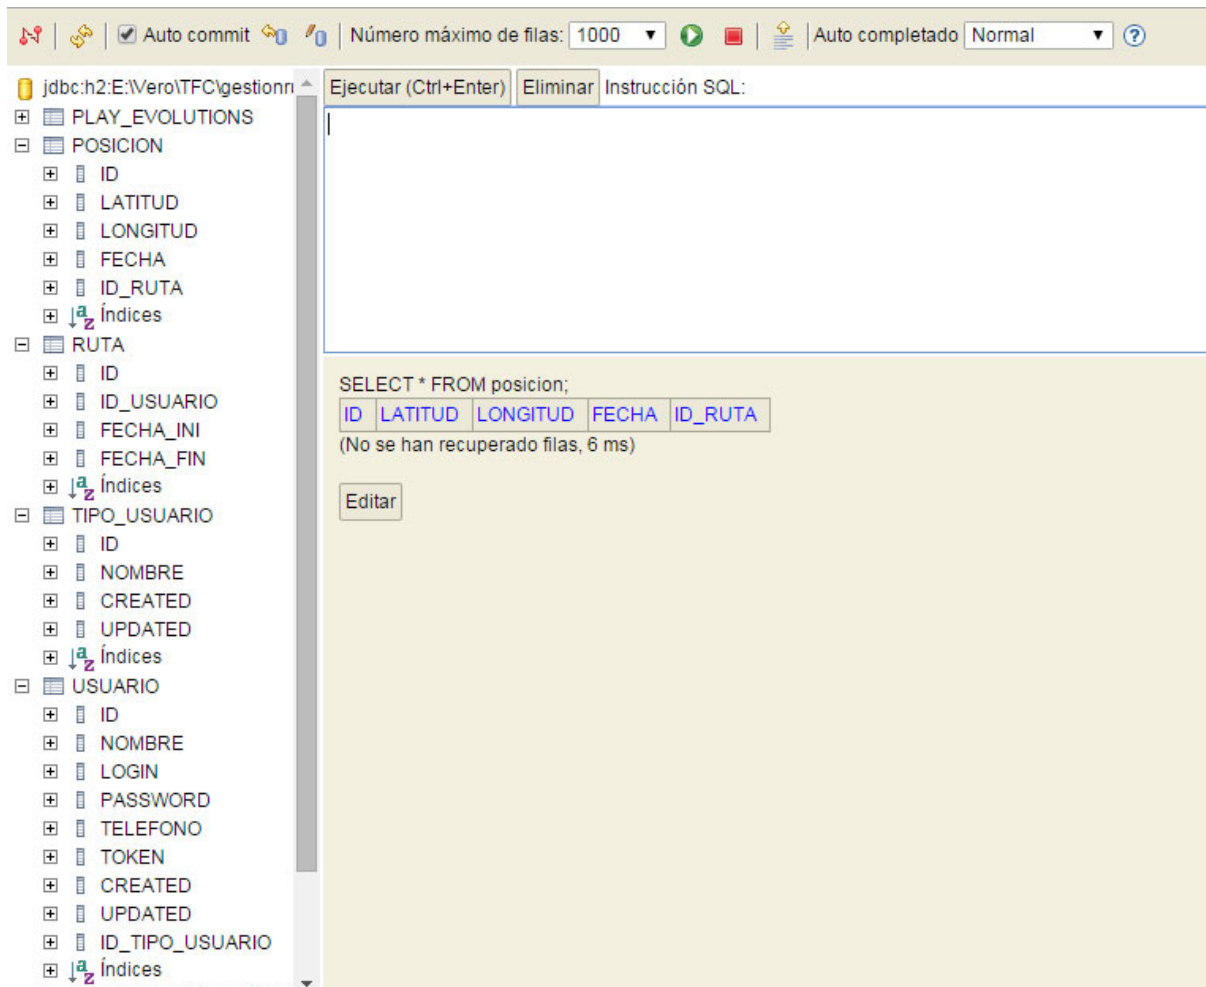 Auto commit Número máximo de filas: 1000 Auto completado Normal
jdbc:h2:E:\Vero\TFC\gestionr
PLAY_EVOLUTIONS
POSICION
ID
LATITUD
LONGITUD
FECHA
ID_RUTA
Índices
RUTA
ID
ID_USUARIO
FECHA_INI
FECHA_FIN
Índices
TIPO_USUARIO
ID
NOMBRE
CREATED
UPDATED
Índices
USUARIO
ID
NOMBRE
LOGIN
PASSWORD
TELEFONO
TOKEN
CREATED
UPDATED
ID_TIPO_USUARIO
Índices
Ejecutar (Ctrl+Enter) Eliminar Instrucción SQL:
SELECT * FROM posicion;
ID LATITUD LONGITUD FECHA ID_RUTA
(No se han recuperado filas, 6 ms)
Editar